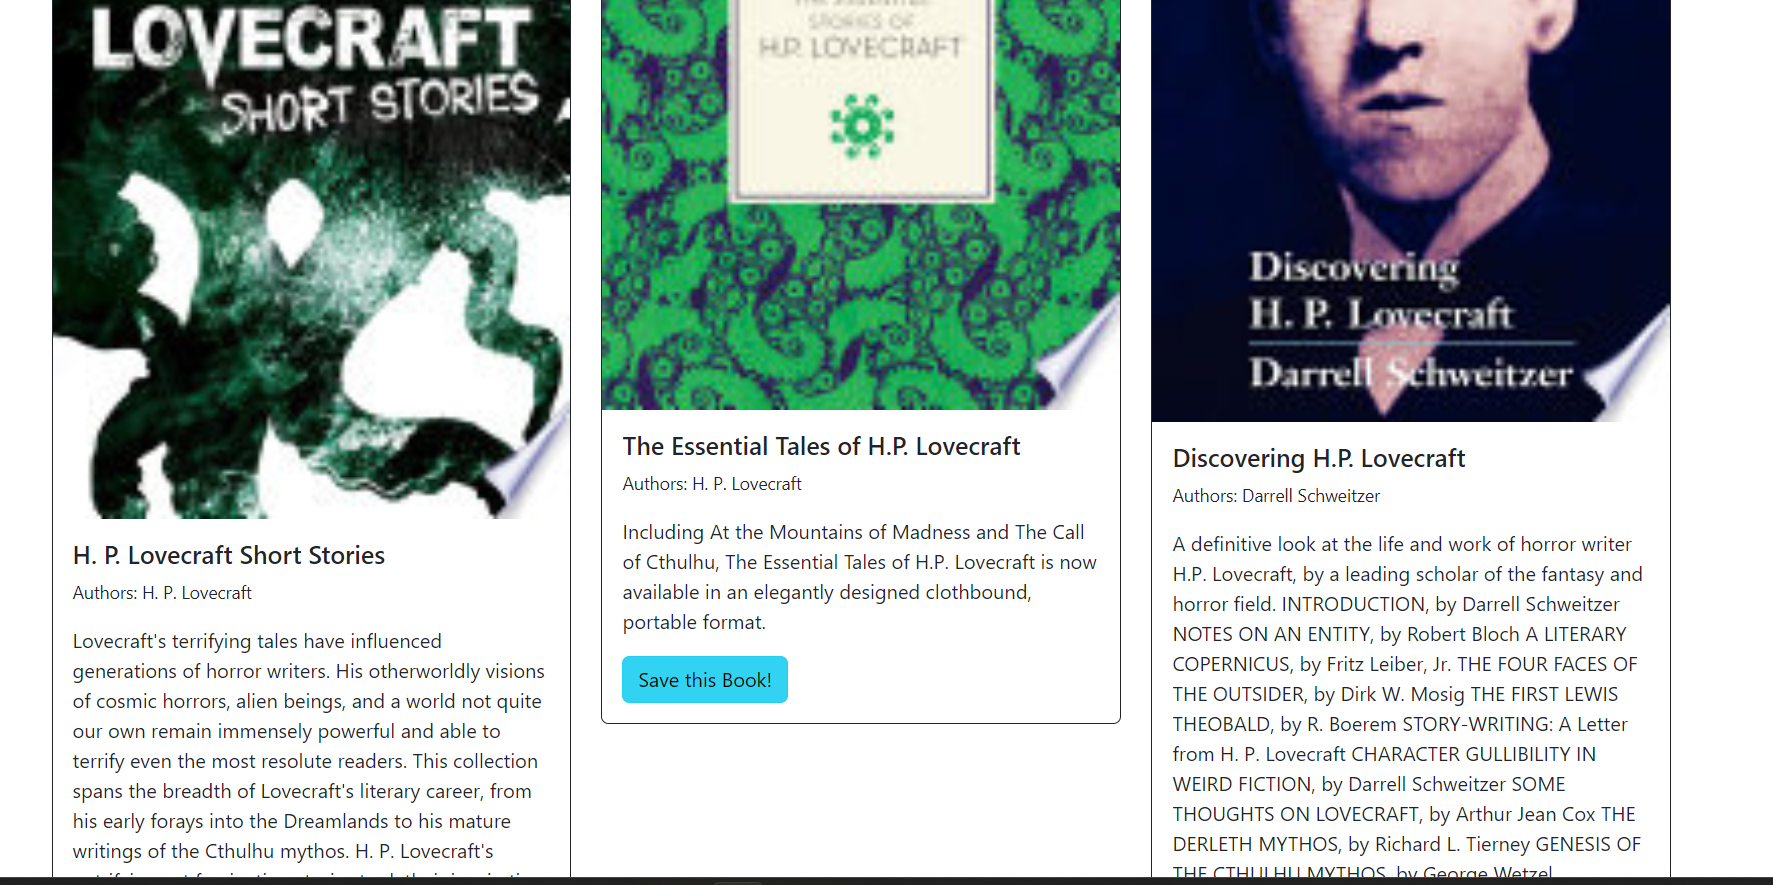 LOVECRAFT
SHORT STORIES
H. P. Lovecraft Short Stories
Authors: H. P. Lovecraft
Lovecraft's terrifying tales have influenced
generations of horror writers. His otherworldly visions
of cosmic horrors, alien beings, and a world not quite
our own remain immensely powerful and able to
terrify even the most resolute readers. This collection
spans the breadth of Lovecraft's literary career, from
his early forays into the Dreamlands to his mature
writings of the Cthulhu mythos. H. P. Lovecraft's
STORIES OF
H.P. LOVECRAFT
The Essential Tales of H.P. Lovecraft
Authors: H. P. Lovecraft
Including At the Mountains of Madness and The Call
of Cthulhu, The Essential Tales of H.P. Lovecraft is now
available in an elegantly designed clothbound,
portable format.
Save this Book!
Discovering
H. P. Lovecraft
Darrell Schweitzer
Discovering H.P. Lovecraft
Authors: Darrell Schweitzer
A definitive look at the life and work of horror writer
H.P. Lovecraft, by a leading scholar of the fantasy and
horror field. INTRODUCTION, by Darrell Schweitzer
NOTES ON AN ENTITY, by Robert Bloch A LITERARY
COPERNICUS, by Fritz Leiber, Jr. THE FOUR FACES OF
THE OUTSIDER, by Dirk W. Mosig THE FIRST LEWIS
THEOBALD, by R. Boerem STORY-WRITING: A Letter
from H. P. Lovecraft CHARACTER GULLIBILITY IN
WEIRD FICTION, by Darrell Schweitzer SOME
THOUGHTS ON LOVECRAFT, by Arthur Jean Cox THE
DERLETH MYTHOS, by Richard L. Tierney GENESIS OF
THE CTHULHU MYTHOS, by George Wetzel